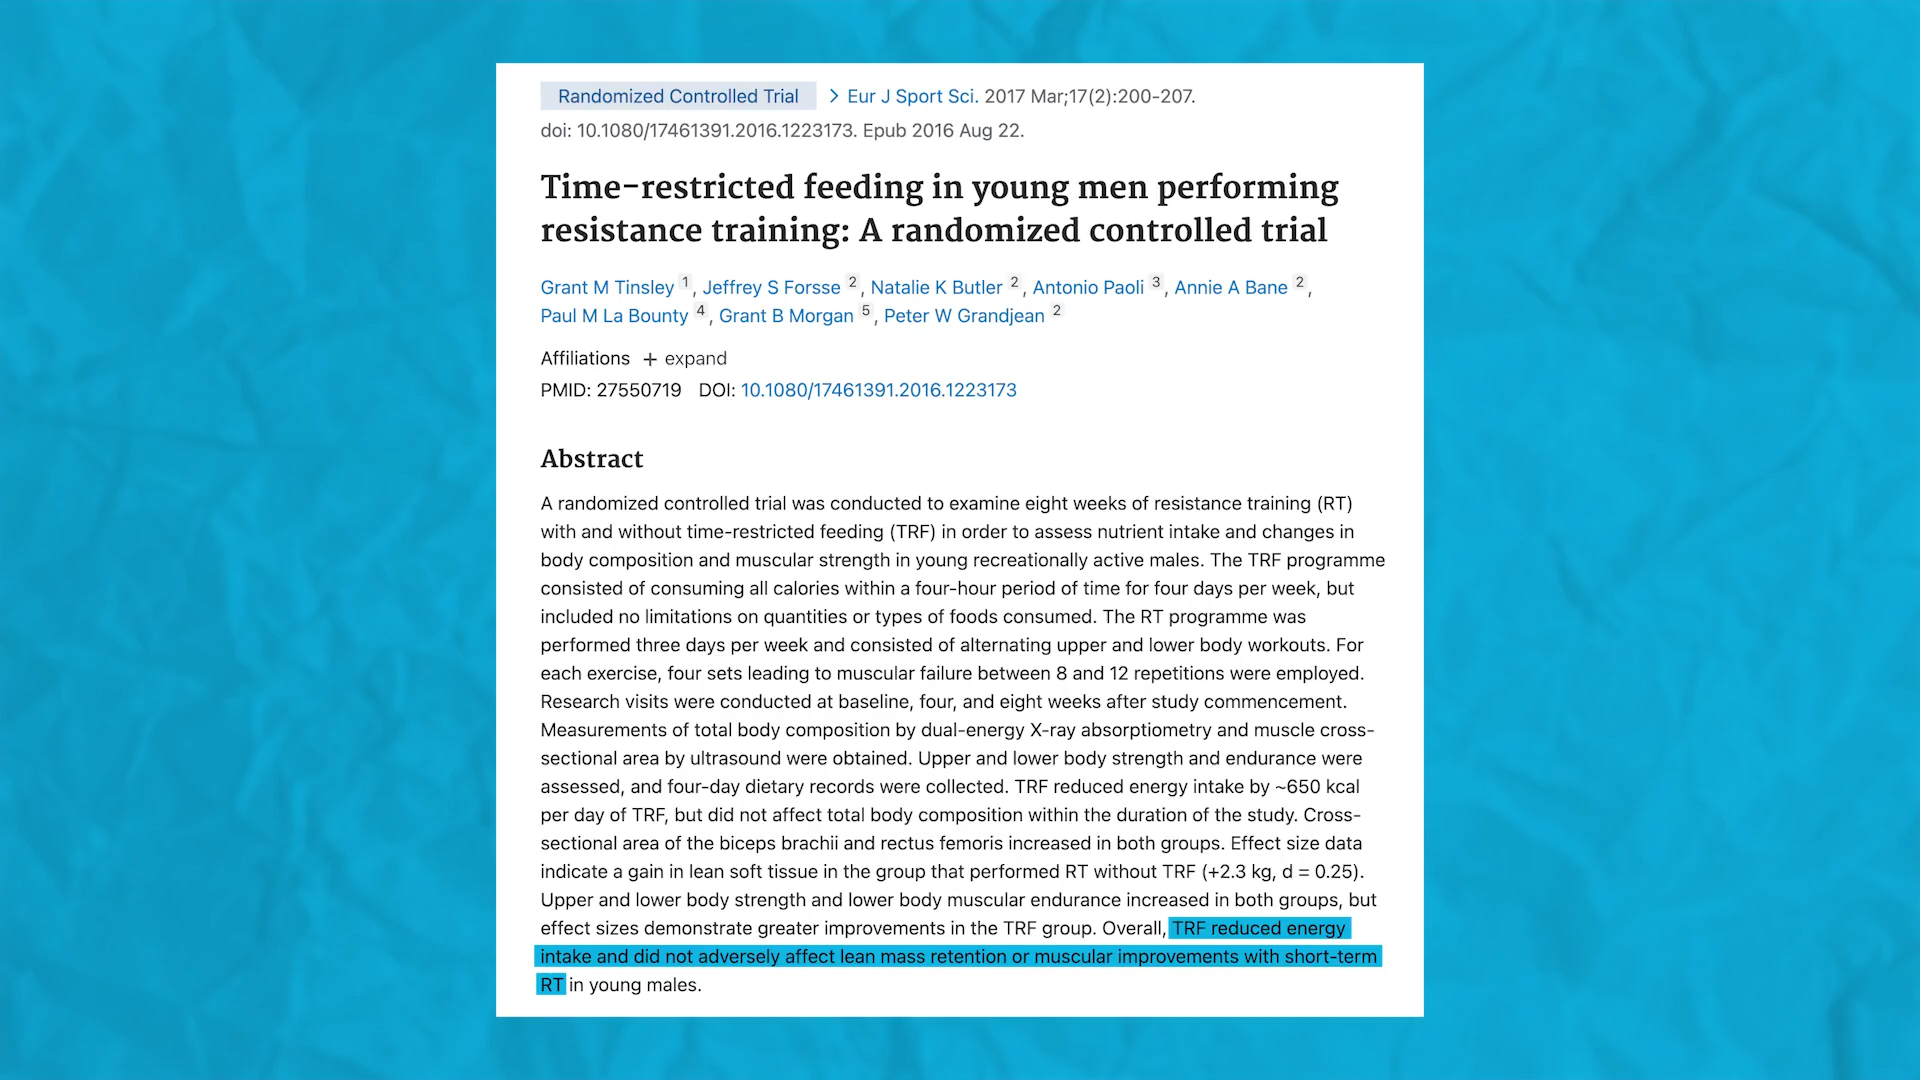 Randomized Controlled Trial > Eur J Sport Sci. 2017 Mar;17(2):200-207.
doi: 10.1080/17461391.2016.1223173. Epub 2016 Aug 22.
Time-restricted feeding in young men performing
resistance training: A randomized controlled trial
Grant M Tinsley 1, Jeffrey S Forsse 2, Natalie K Butler 2, Antonio Paoli 3, Annie A Bane 2,
Paul M La Bounty 4, Grant B Morgan 5, Peter W Grandjean 2
Affiliations + expand
PMID: 27550719 DOI: 10.1080/17461391.2016.1223173
Abstract
A randomized controlled trial was conducted to examine eight weeks of resistance training (RT)
with and without time-restricted feeding (TRF) in order to assess nutrient intake and changes in
body composition and muscular strength in young recreationally active males. The TRF programme
consisted of consuming all calories within a four-hour period of time for four days per week, but
included no limitations on quantities or types of foods consumed. The RT programme was
performed three days per week and consisted of alternating upper and lower body workouts. For
each exercise, four sets leading to muscular failure between 8 and 12 repetitions were employed.
Research visits were conducted at baseline, four, and eight weeks after study commencement.
Measurements of total body composition by dual-energy X-ray absorptiometry and muscle cross-
sectional area by ultrasound were obtained. Upper and lower body strength and endurance were
assessed, and four-day dietary records were collected. TRF reduced energy intake by ~650 kcal
per day of TRF, but did not affect total body composition within the duration of the study. Cross-
sectional area of the biceps brachii and rectus femoris increased in both groups. Effect size data
indicate a gain in lean soft tissue in the group that performed RT without TRF (+2.3 kg, d = 0.25).
Upper and lower body strength and lower body muscular endurance increased in both groups, but
effect sizes demonstrate greater improvements in the TRF group. Overall, TRF reduced energy
intake and did not adversely affect lean mass retention or muscular improvements with short-term
RT in young males.